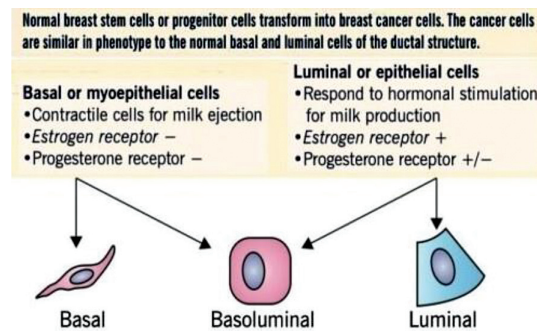 Normal breast stem cells or progenitor cells transform into breast cancer cells. The cancer cells
are similar in phenotype to the normal basal and luminal cells of the ductal structure.
Basal or myoepithelial cells
•Contractile cells for milk ejection
•Estrogen receptor –
•Progesterone receptor –
Luminal or epithelial cells
•Respond to hormonal stimulation
for milk production
•Estrogen receptor +
•Progesterone receptor +/–
Basal
Basoluminal
Luminal